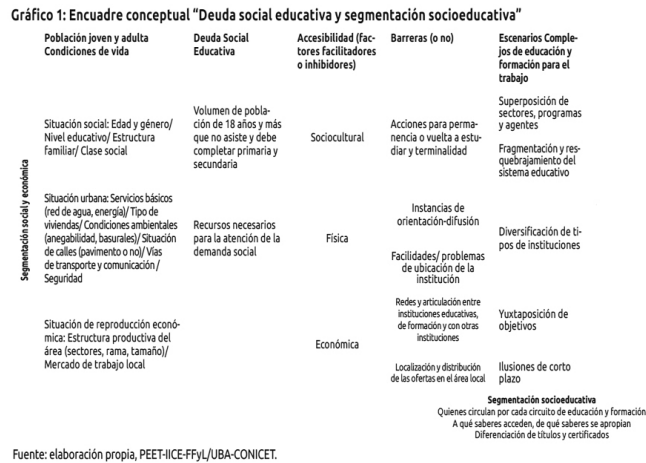 Gráfico 1: Encuadre conceptual “Deuda social educativa y segmentación socioeducativa”
Población joven y adulta
Condiciones de vida
Deuda Social
Educativa
Accesibilidad (fac-
tores facilitadores
o inhibidores)
Barreras (o no)
Escenarios Comple-
jos de educación y
formación para el
trabajo
Segmentación social y económica
Situación social: Edad y género/
Nivel educativo/ Estructura
familiar/ Clase social
Volumen de pobla-
ción de 18 años y más
que no asiste y debe
completar primaria y
secundaria
Sociocultural
Acciones para perma-
nencia o vuelta a estu-
diar y terminalidad
Superposición de
sectores, programas
y agentes
Fragmentación y res-
quebrajamiento del
sistema educativo
Situación urbana: Servicios básicos
(red de agua, energía)/ Tipo de
viviendas/ Condiciones ambientales
(anegabilidad, basurales)/ Situación
de calles (pavimento o no)/ Vías
de transporte y comunicación /
Seguridad
Recursos necesarios
para la atención de la
demanda social
Física
Instancias de
orientación-difusión
Facilidades/ problemas
de ubicación de la
institución
Diversificación de ti-
pos de instituciones
Situación de reproducción econó-
mica: Estructura productiva del
área (sectores, rama, tamaño)/
Mercado de trabajo local
Económica
Redes y articulación entre
instituciones educativas,
de formación y con otras
instituciones
Localización y distribución
de las ofertas en el área local
Yuxtaposición de
objetivos
Ilusiones de corto
plazo
Segmentación socioeducativa
Quienes circulan por cada circuito de educación y formación
A qué saberes acceden, de qué saberes se apropian
Diferenciación de títulos y certificados
Fuente: elaboración propia, PEET-IICE-FFyL/UBA-CONICET.